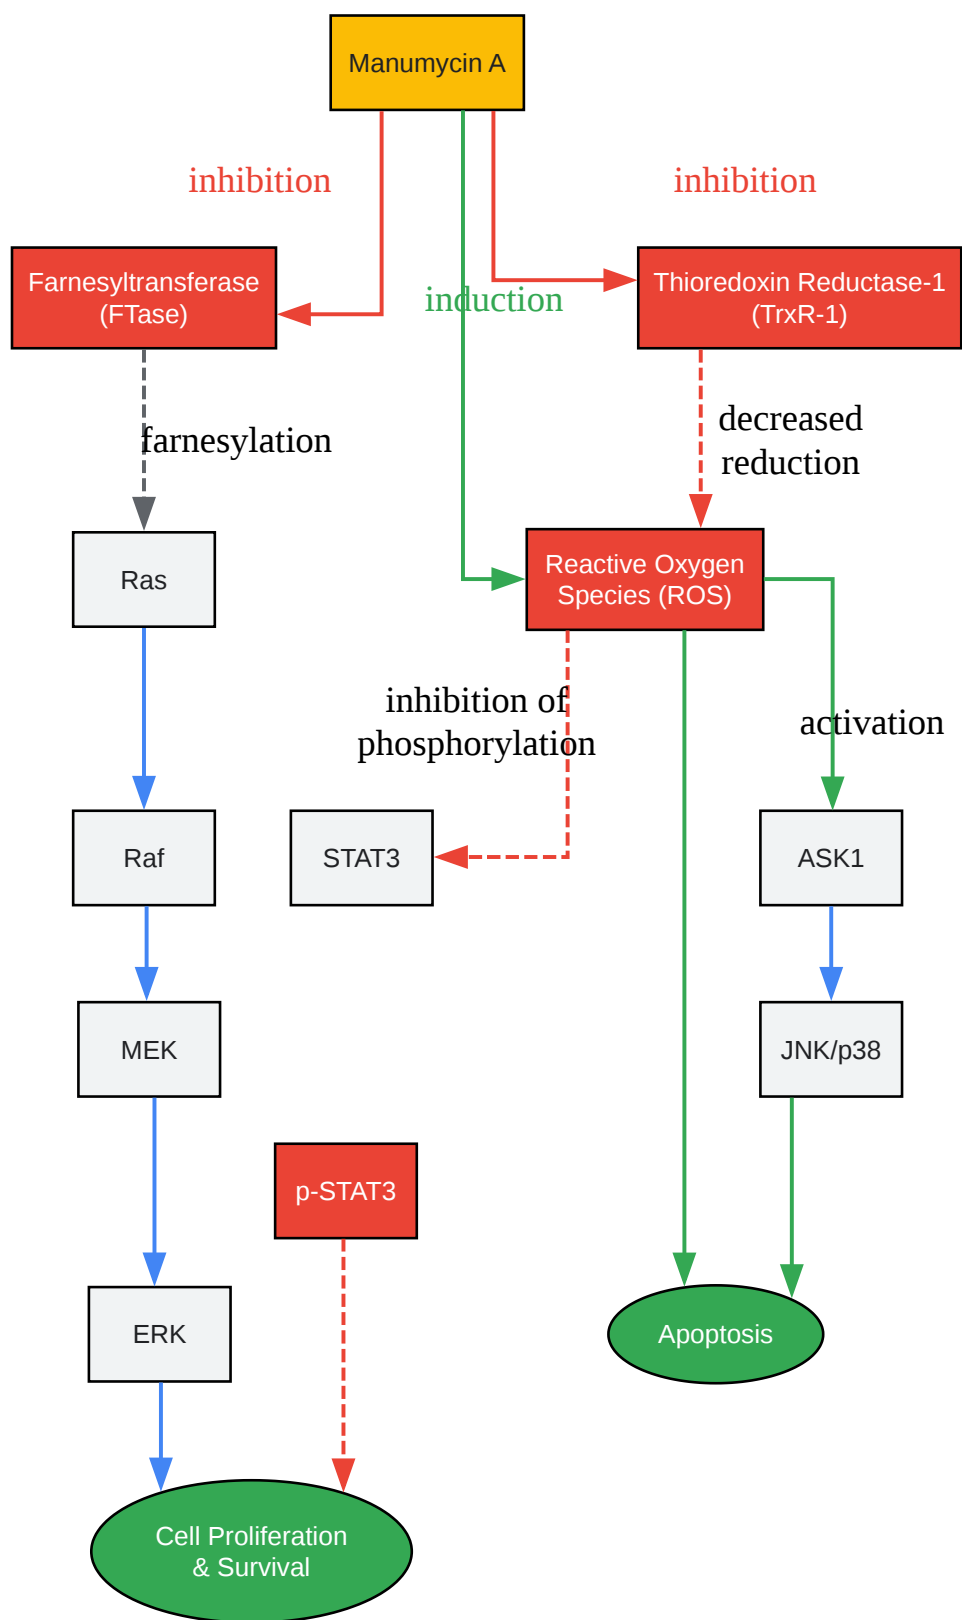 Manumycin A
inhibition
inhibition
Farnesyltransferase
(FTase)
Thioredoxin Reductase-1
(TrxR-1)
induction
farnesylation
decreased
reduction
Ras
Reactive Oxygen
Species (ROS)
inhibition of
phosphorylation
activation
Raf
STAT3
ASK1
MEK
JNK/p38
p-STAT3
ERK
Apoptosis
Cell Proliferation
& Survival